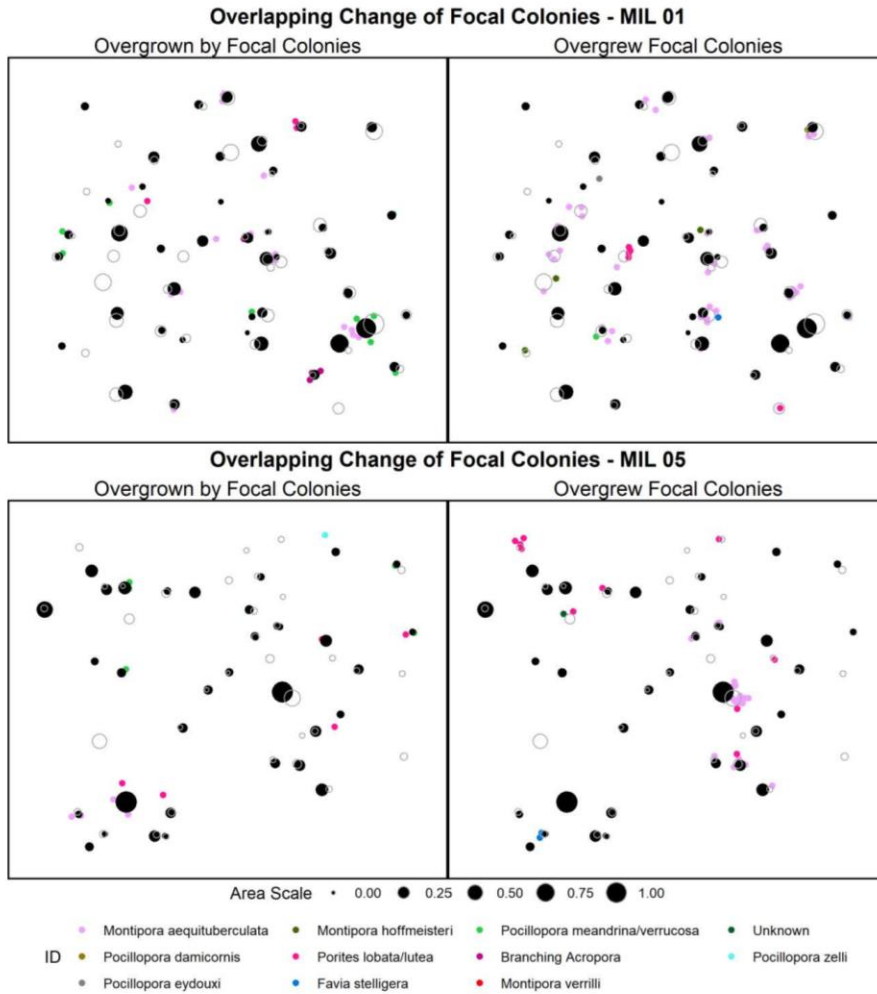 Overlapping Change of Focal Colonies - MIL 01
Overgrown by Focal Colonies Overgrew Focal Colonies
Overlapping Change of Focal Colonies - MIL 05
Overgrown by Focal Colonies Overgrew Focal Colonies
Area Scale 0.00 0.25 0.50 0.75 1.00
Montipora aequituberculata Montipora hoffmeisteri Pocillopora meandrina/verrucosa Unknown
ID Pocillopora damicornis Porites lobata/lutea Branching Acropora Pocillopora zelli
Pocillopora eydouxi Favia stelligera Montipora verrilli